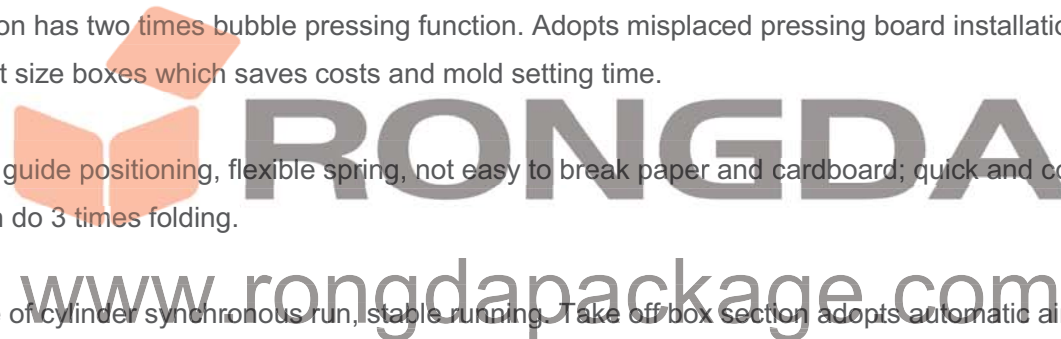 on has two times bubble pressing function. Adopts misplaced pressing board installatio
t size boxes which saves costs and mold setting time.
RONGDA
guide positioning, flexible spring, not easy to break paper and cardboard; quick and co
n do 3 times folding.
www.rongdapackage.com
of cylinder synchronous run, stable running. Take off box section adopts automatic ai